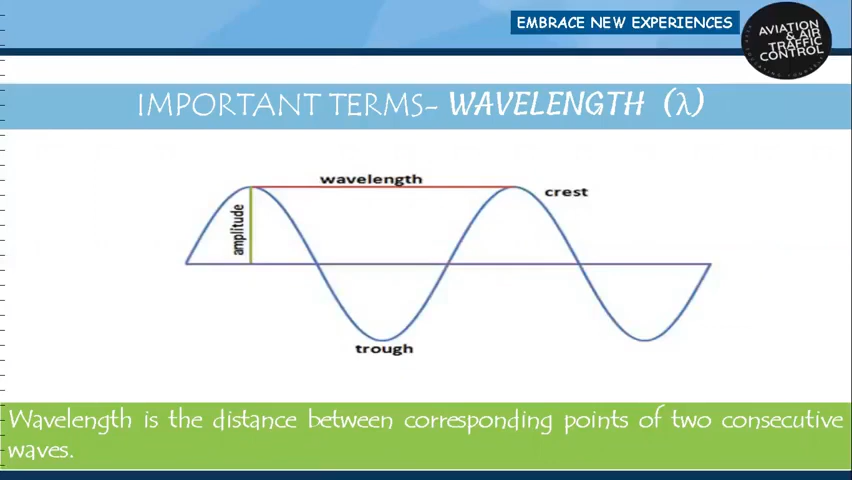 EMBRACE NEW EXPERIENCES
AVIATION
& AIR
TRAFFIC
CONTROL
IMPORTANT TERMS- WAVELENGTH (λ)
wavelength
crest
amplitude
trough
Wavelength is the distance between corresponding points of two consecutive
waves.